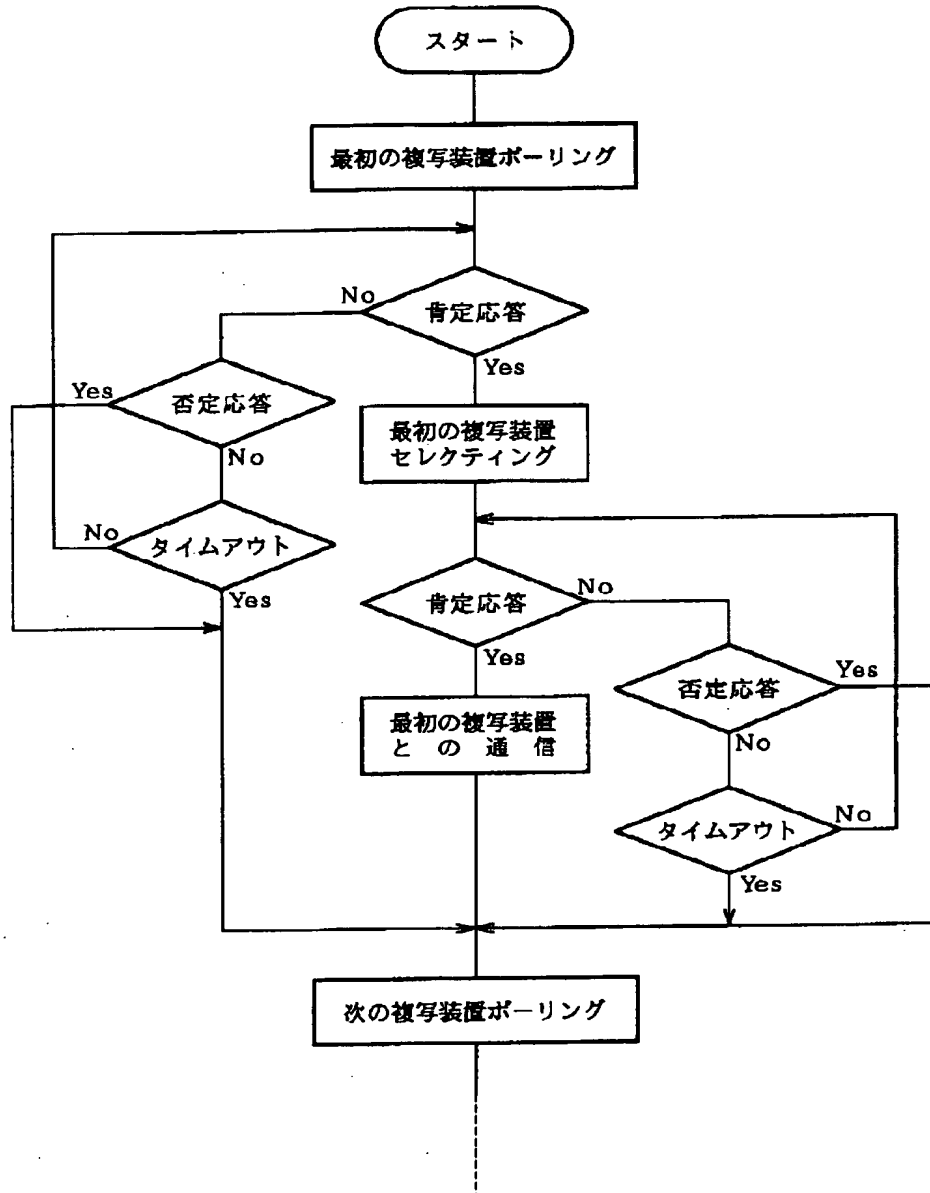 スタート
最初の複写装置ポーリング
No
肯定応答
Yes
Yes
否定応答
No
最初の複写装置
セレクティング
No
タイムアウト
Yes
肯定応答
No
Yes
否定応答
Yes
No
最初の複写装置
との通信
タイムアウト
No
Yes
次の複写装置ポーリング